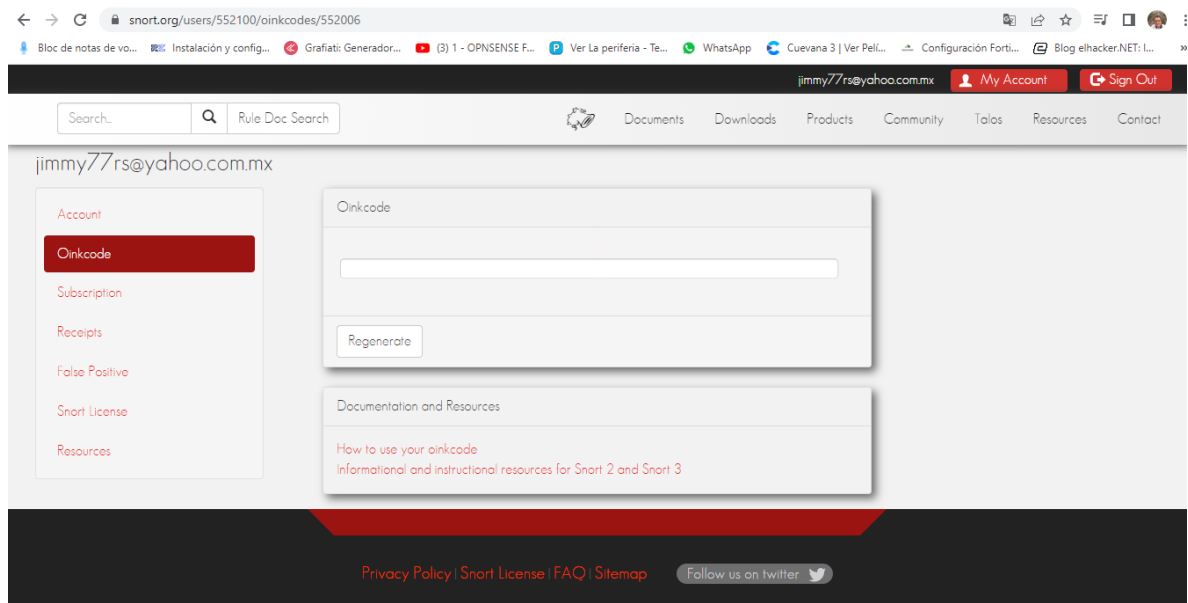 snort.org/users/552100/oinkcodes/552006
Bloc de notas de vo... Instalación y config... Grafiati: Generador... (3) 1 - OPNSENSE F... Ver La periferia - Te... WhatsApp Cuevana 3 | Ver Pelí... Configuración Forti... Blog elhacker.NET: I... »
jimmy77rs@yahoo.com.mx My Account Sign Out
Search.. Rule Doc Search Documents Downloads Products Community Talos Resources Contact
jimmy77rs@yahoo.com.mx
Account
Oinkcode
Subscription
Receipts
False Positive
Snort License
Resources
Oinkcode
Regenerate
Documentation and Resources
How to use your oinkcode
Informational and instructional resources for Snort 2 and Snort 3
Privacy Policy | Snort License | FAQ | Sitemap Follow us on twitter